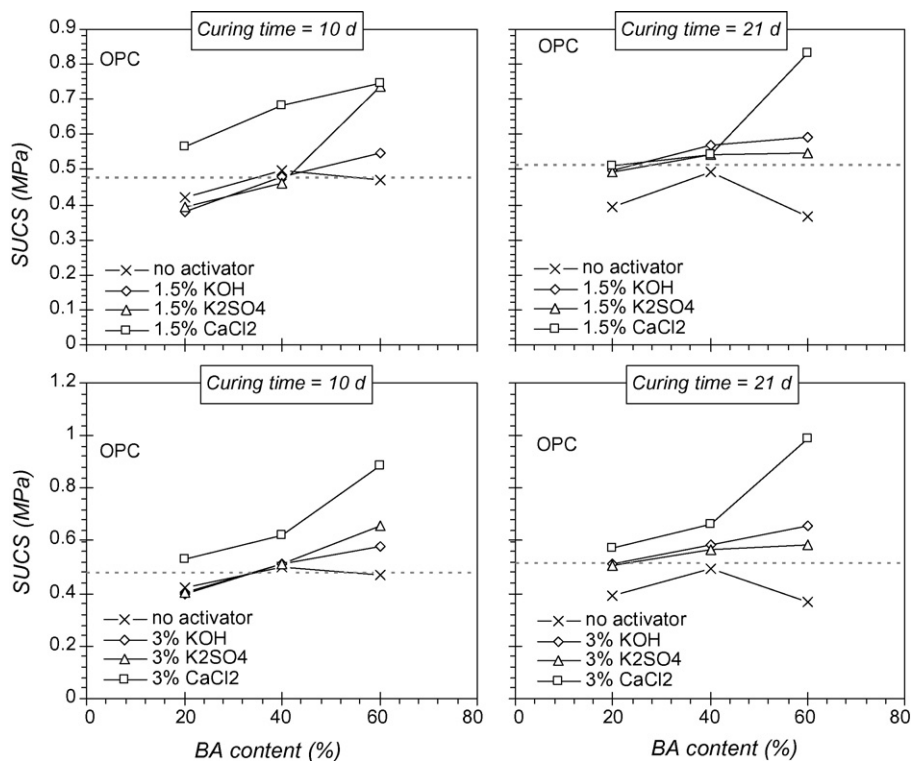 Curing time = 10 d
OPC
0.9
0.8
0.7
0.6
0.5
0.4
0.3
0.2
0.1
0
SUCS (MPa)
no activator
1.5% KOH
1.5% K2SO4
1.5% CaCl2
Curing time = 21 d
OPC
SUCS (MPa)
no activator
1.5% KOH
1.5% K2SO4
1.5% CaCl2
Curing time = 10 d
OPC
1.2
1
0.8
0.6
0.4
0.2
0
SUCS (MPa)
no activator
3% KOH
3% K2SO4
3% CaCl2
0 20 40 60 80
BA content (%)
Curing time = 21 d
OPC
SUCS (MPa)
no activator
3% KOH
3% K2SO4
3% CaCl2
0 20 40 60 80
BA content (%)